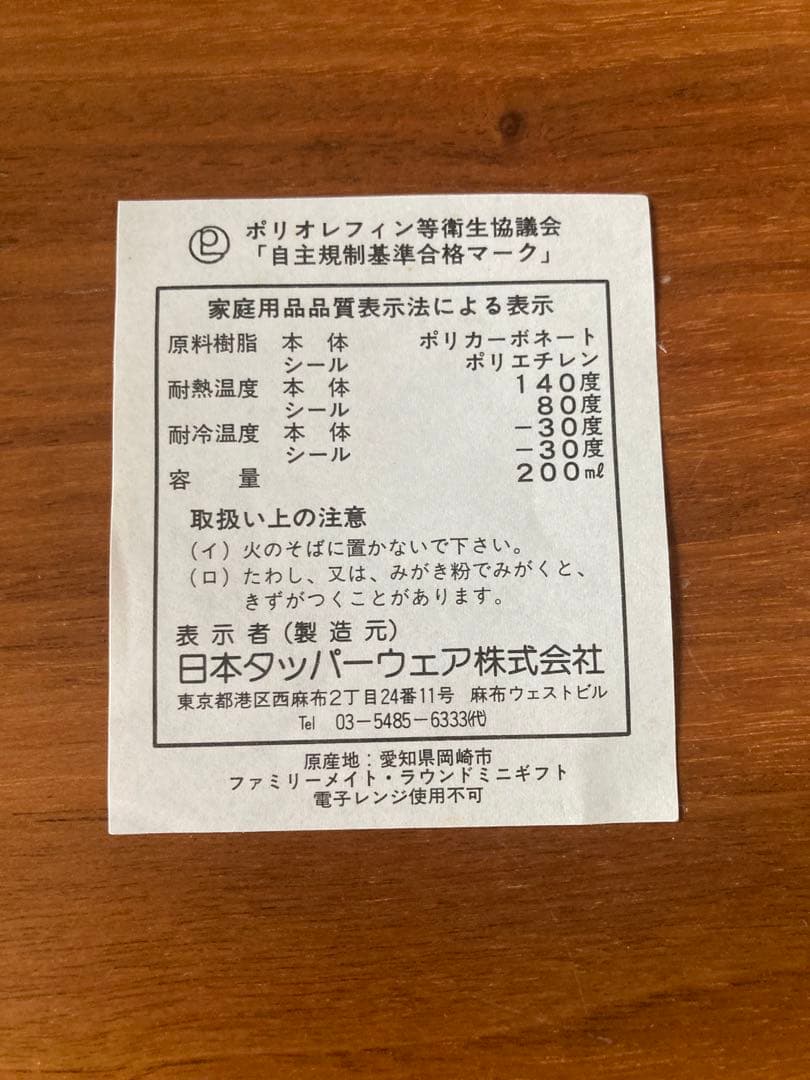 ポリオレフィン等衛生協議会
「自主規制基準合格マーク」
家庭用品品質表示法による表示
原料樹脂 本 体 ポリカーボネート
シール ポリエチレン
耐熱温度 本 体 140度
シール 80度
耐冷温度 本 体 -30度
シール -30度
容 量 200㎖
取扱い上の注意
(イ) 火のそばに置かないで下さい。
(ロ) たわし、又は、みがき粉でみがくと、
きずがつくことがあります。
表示者(製造元)
日本タッパーウェア株式会社
東京都港区西麻布2丁目24番11号 麻布ウェストビル
Tel 03-5485-6333㈹
原産地:愛知県岡崎市
ファミリーメイト・ラウンドミニギフト
電子レンジ使用不可